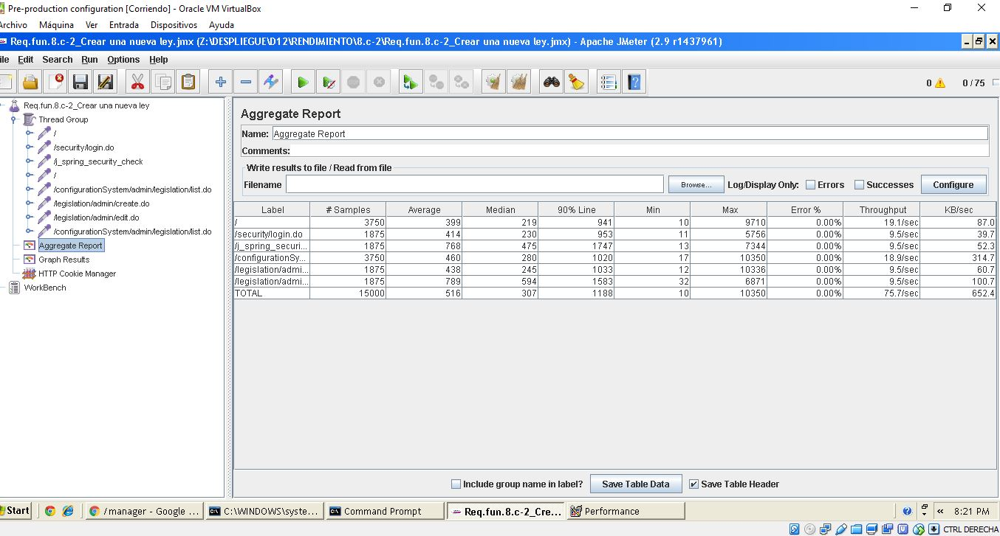 Pre-production configuration [Corriendo] - Oracle VM VirtualBox
Archivo Máquina Ver Entrada Dispositivos Ayuda
Req.fun.8.c-2_Crear una nueva ley.jmx (Z:\DESPLIEGUE\D12\RENDIMIENTO\8.c-2\Req.fun.8.c-2_Crear una nueva ley.jmx) - Apache JMeter (2.9 r1437961)
ile Edit Search Run Options Help
0 0 / 75
Req.fun.8.c-2_Crear una nueva ley
Thread Group
/
/security/login.do
/j_spring_security_check
/
/configurationSystem/admin/legislation/list.do
/legislation/admin/create.do
/legislation/admin/edit.do
/configurationSystem/admin/legislation/list.do
Aggregate Report
Graph Results
HTTP Cookie Manager
WorkBench
Aggregate Report
Name: Aggregate Report
Comments:
Write results to file / Read from file
Filename Browse... Log/Display Only: Errors Successes Configure
Label # Samples Average Median 90% Line Min Max Error % Throughput KB/sec
/ 3750 399 219 941 10 9710 0.00% 19.1/sec 87.0
/security/login.do 1875 414 230 953 11 5756 0.00% 9.5/sec 39.7
/j_spring_securi... 1875 768 475 1747 13 7344 0.00% 9.5/sec 52.3
/configurationSy... 3750 460 280 1020 17 10350 0.00% 18.9/sec 314.7
/legislation/admi... 1875 438 245 1033 12 10336 0.00% 9.5/sec 60.7
/legislation/admi... 1875 789 594 1583 32 6871 0.00% 9.5/sec 100.7
TOTAL 15000 516 307 1188 10 10350 0.00% 75.7/sec 652.4
Include group name in label? Save Table Data Save Table Header
Start / manager - Google ... C:\WINDOWS\syste... Command Prompt Req.fun.8.c-2_Cre... Performance « 8:21 PM
CTRL DERECHA